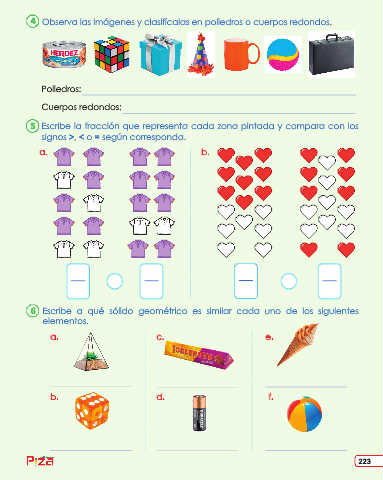 4 Observa las imágenes y clasifícalas en poliedros o cuerpos redondos.
HERDEZ
Poliedros:
Cuerpos redondos:
5 Escribe la fracción que representa cada zona pintada y compara con los
signos >, < o = según corresponda.
a. b.
6 Escribe a qué sólido geométrico es similar cada uno de los siguientes
elementos.
a. c. e.
TOBLERONE
b. d. f.
Piza
223